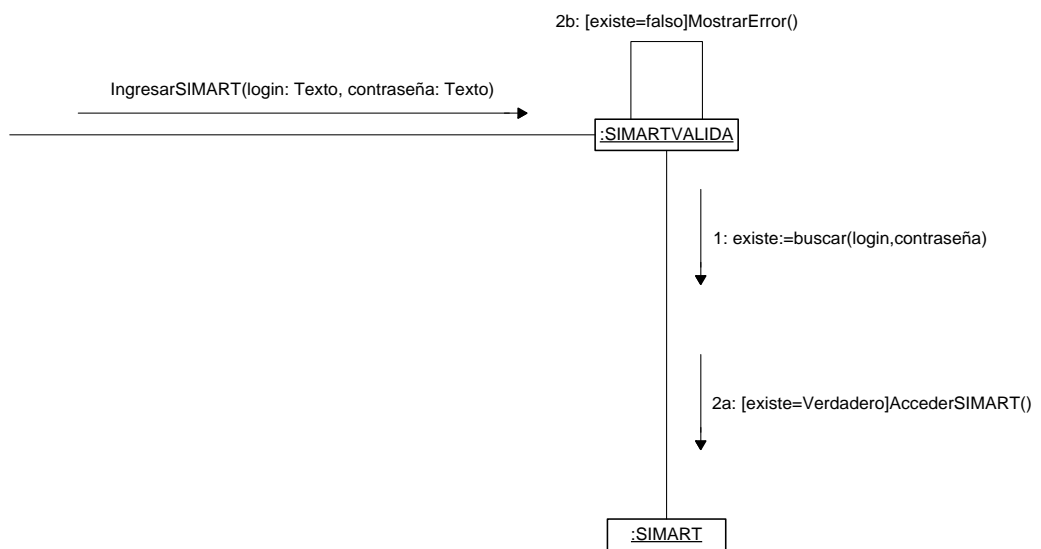 2b: [existe=falso]MostrarError()
IngresarSIMART(login: Texto, contraseña: Texto)
:SIMARTVALIDA
1: existe:=buscar(login,contraseña)
2a: [existe=Verdadero]AccederSIMART()
:SIMART